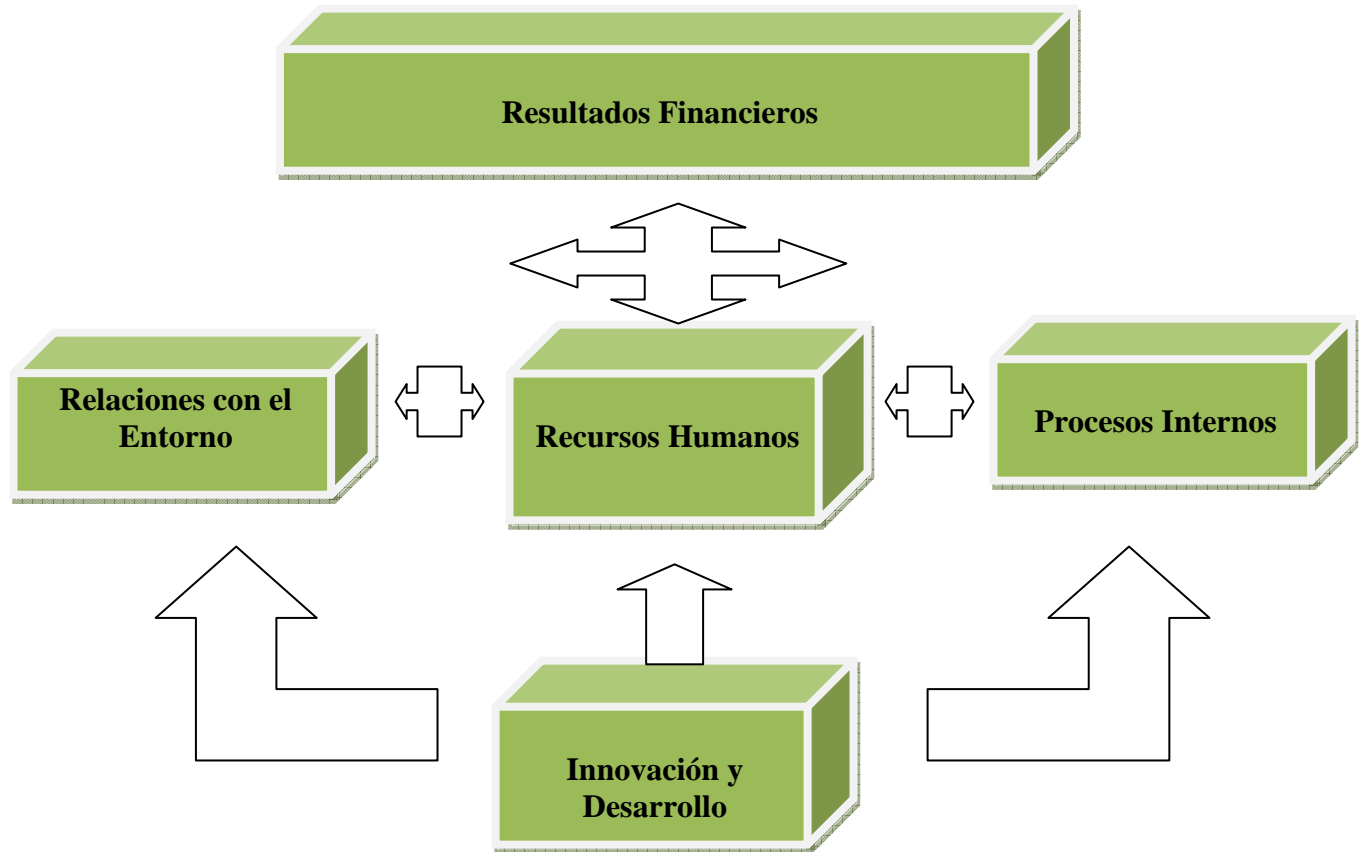 Resultados Financieros
Relaciones con el
Entorno
Recursos Humanos
Procesos Internos
Innovación y
Desarrollo